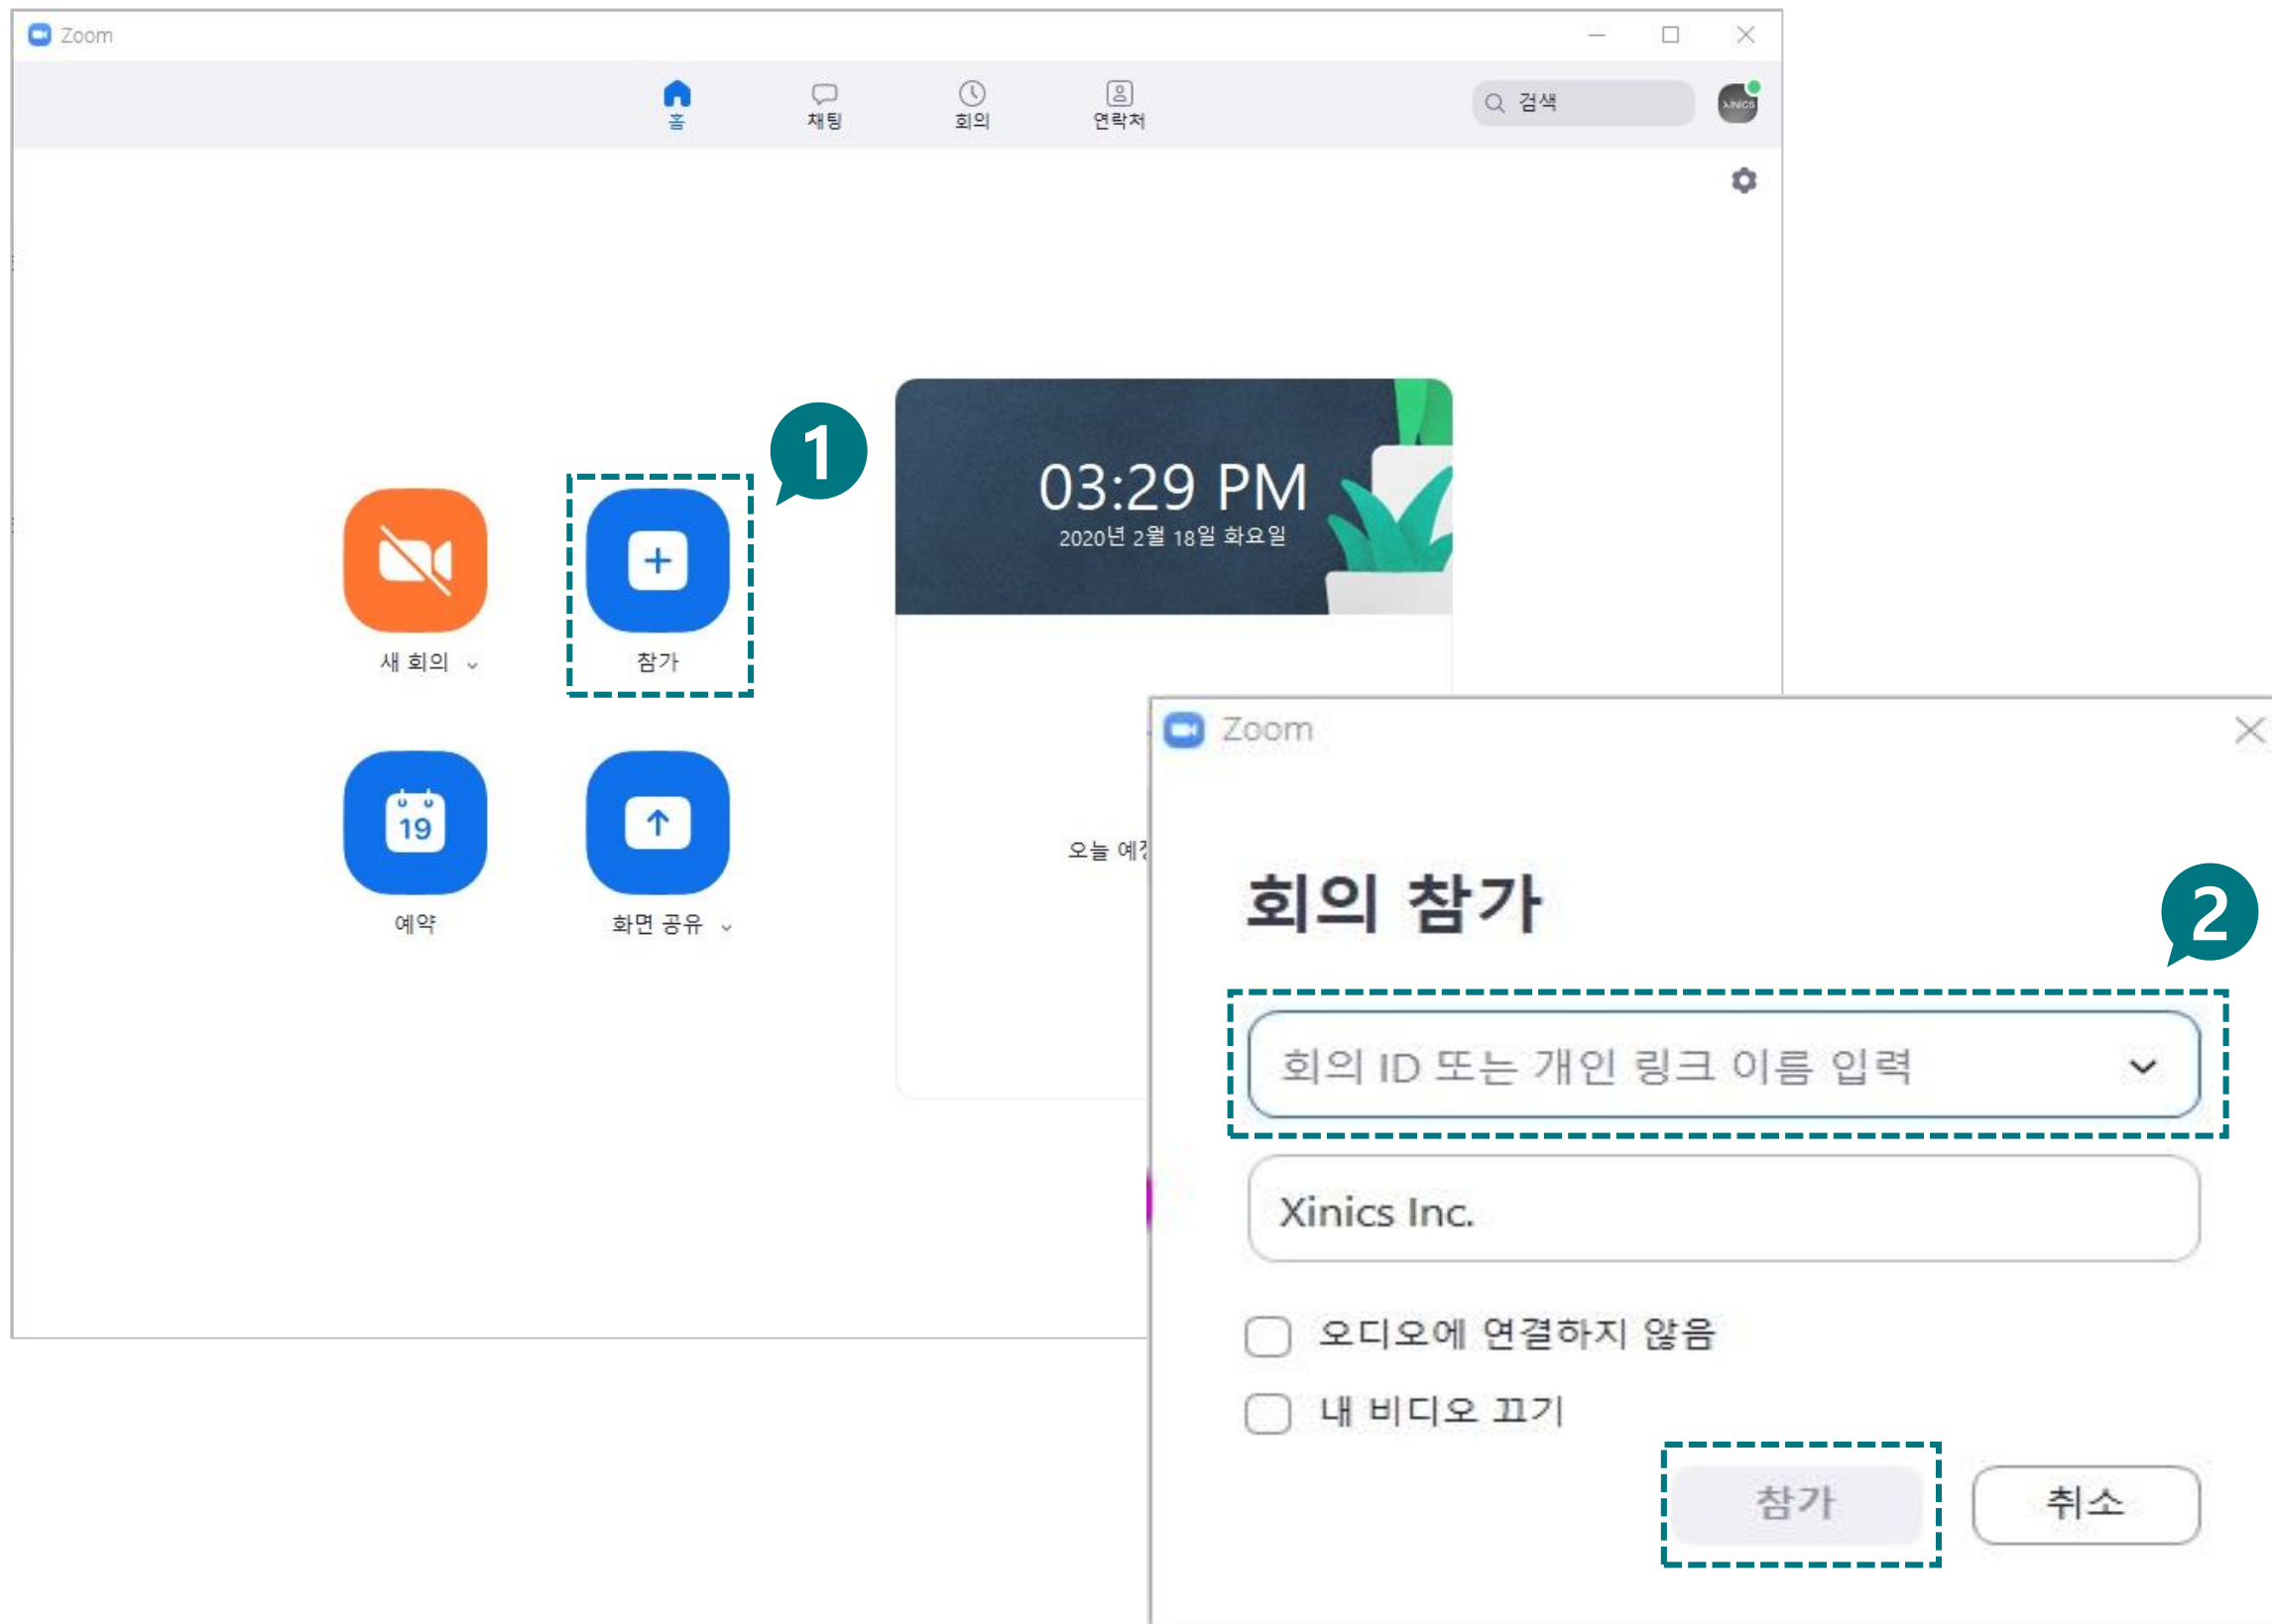 Zoom
홈
채팅
회의
연락처
검색
XINICS
1
03:29 PM
2020년 2월 18일 화요일
새 회의
참가
19
예약
화면 공유
오늘
Zoom
회의 참가
2
회의 ID 또는 개인 링크 이름 입력
Xinics Inc.
오디오에 연결하지 않음
내 비디오 끄기
참가
취소